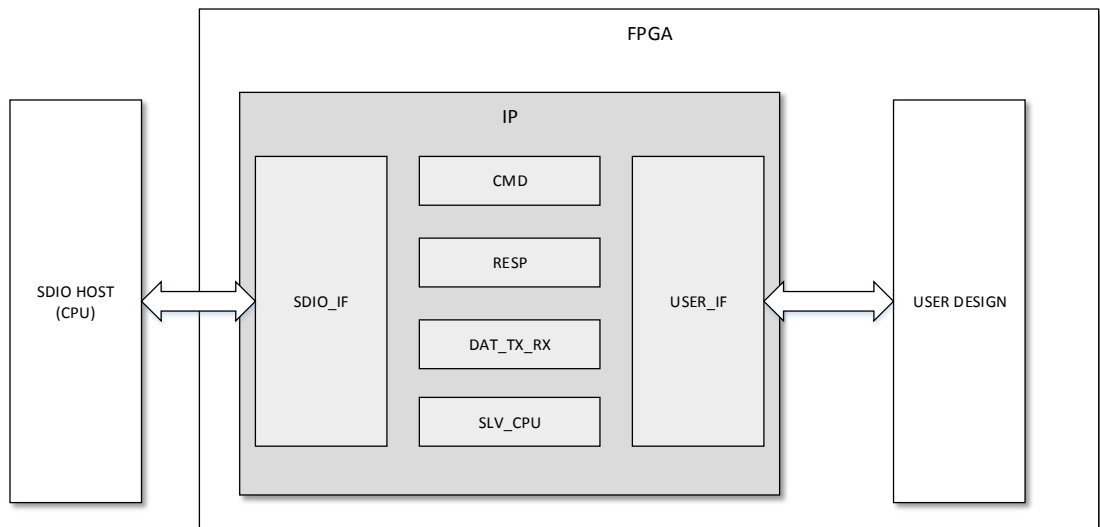 FPGA
IP
SDIO HOST
(CPU)
SDIO_IF
CMD
RESP
DAT_TX_RX
SLV_CPU
USER_IF
USER DESIGN